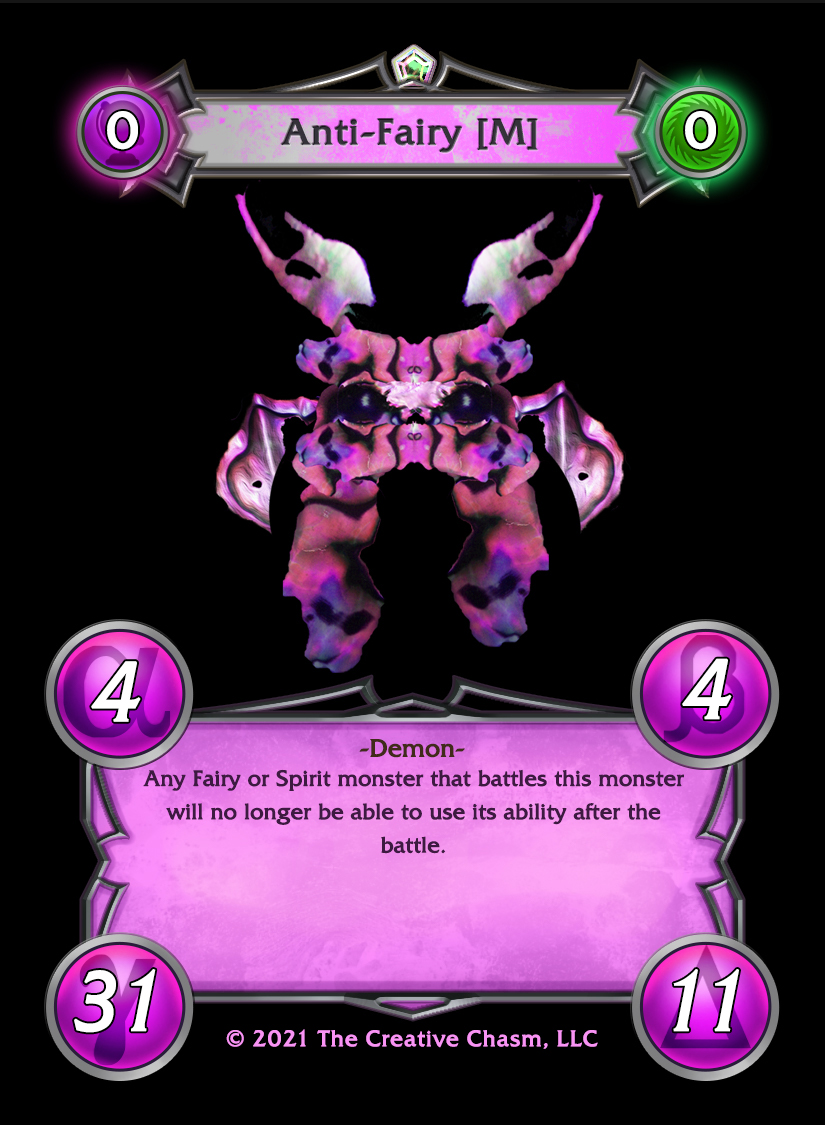 0
Anti-Fairy [M]
0
α 4
β 4
-Demon-
Any Fairy or Spirit monster that battles this monster
will no longer be able to use its ability after the
battle.
γ 31
Δ 11
© 2021 The Creative Chasm, LLC